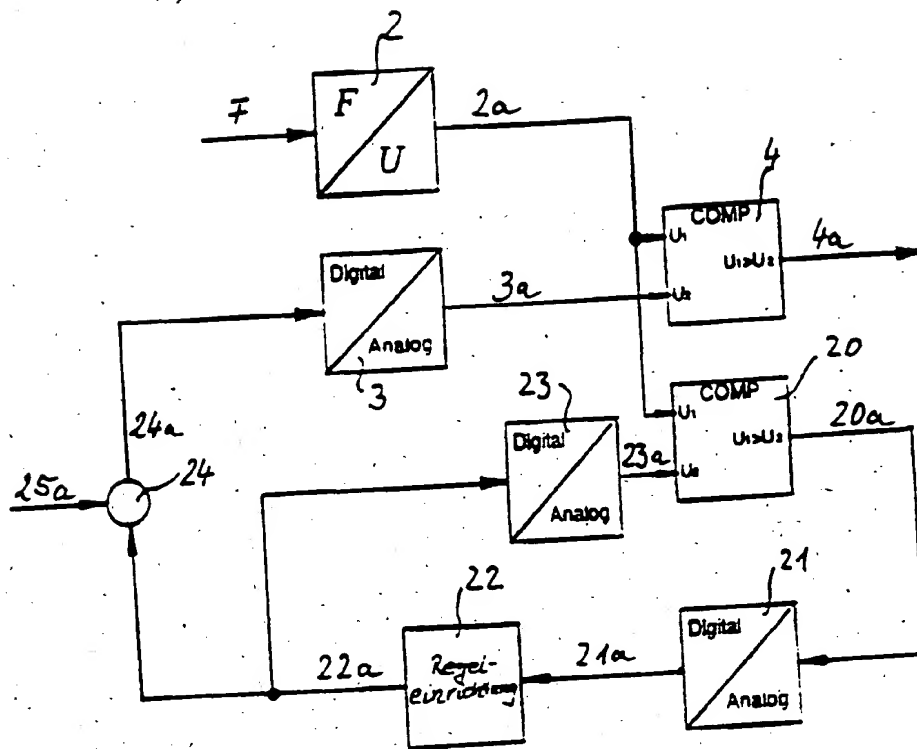 2
F
F
2a
U
4
COMP
U₁
4a
U₁>U₂
Digital
3a
U₂
Analog
3
20
COMP
23
U₁
20a
24a
Digital
U₁>U₂
23a
25a
24
Analog
22
21
Digital
22a
Regel-
21a
einrichtung
Analog